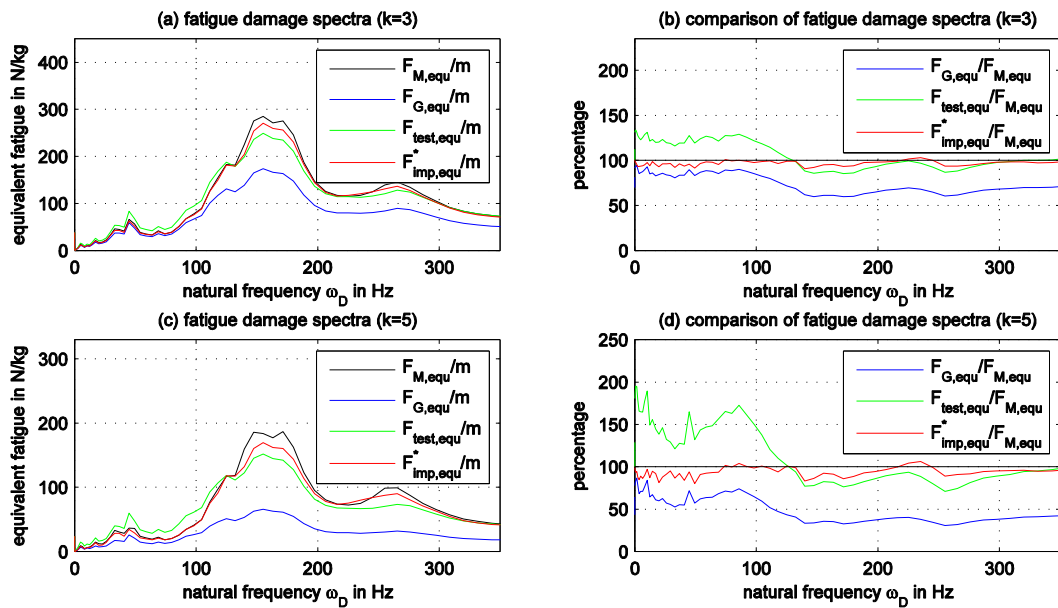 (a) fatigue damage spectra (k=3)
equivalent fatigue in N/kg
400
300
200
100
0
0 100 200 300
natural frequency ω_D in Hz
F_M,equ/m
F_G,equ/m
F_test,equ/m
F*_imp,equ/m
(b) comparison of fatigue damage spectra (k=3)
percentage
200
150
100
50
0
0 100 200 300
natural frequency ω_D in Hz
F_G,equ/F_M,equ
F_test,equ/F_M,equ
F*_imp,equ/F_M,equ
(c) fatigue damage spectra (k=5)
equivalent fatigue in N/kg
300
200
100
0
0 100 200 300
natural frequency ω_D in Hz
F_M,equ/m
F_G,equ/m
F_test,equ/m
F*_imp,equ/m
(d) comparison of fatigue damage spectra (k=5)
percentage
250
200
150
100
50
0
0 100 200 300
natural frequency ω_D in Hz
F_G,equ/F_M,equ
F_test,equ/F_M,equ
F*_imp,equ/F_M,equ